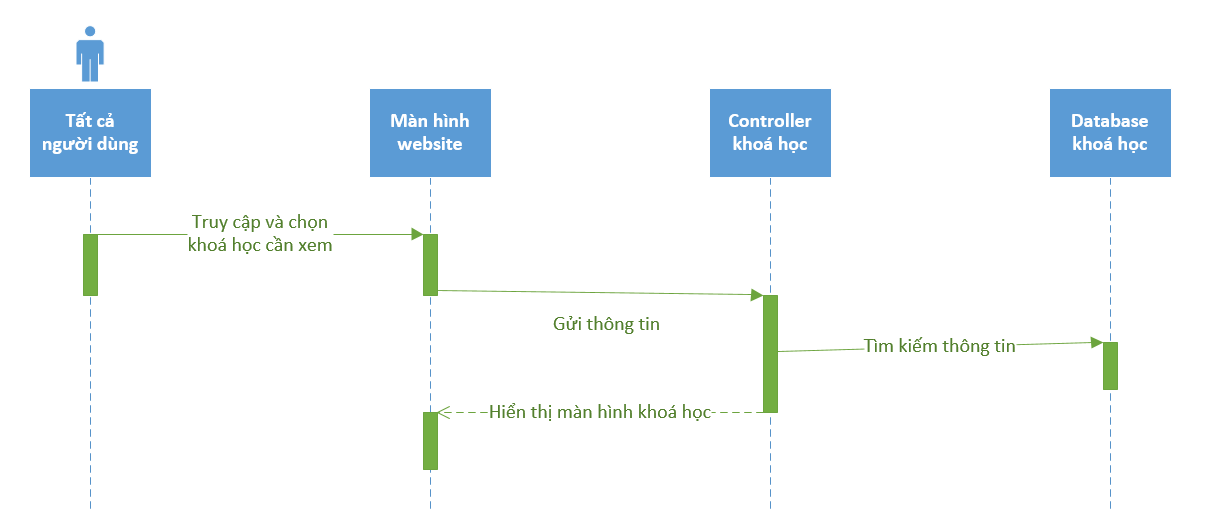 Tất cả
người dùng
Màn hình
website
Controller
khoá học
Database
khoá học
Truy cập và chọn
khoá học cần xem
Gửi thông tin
Tìm kiếm thông tin
Hiển thị màn hình khoá học